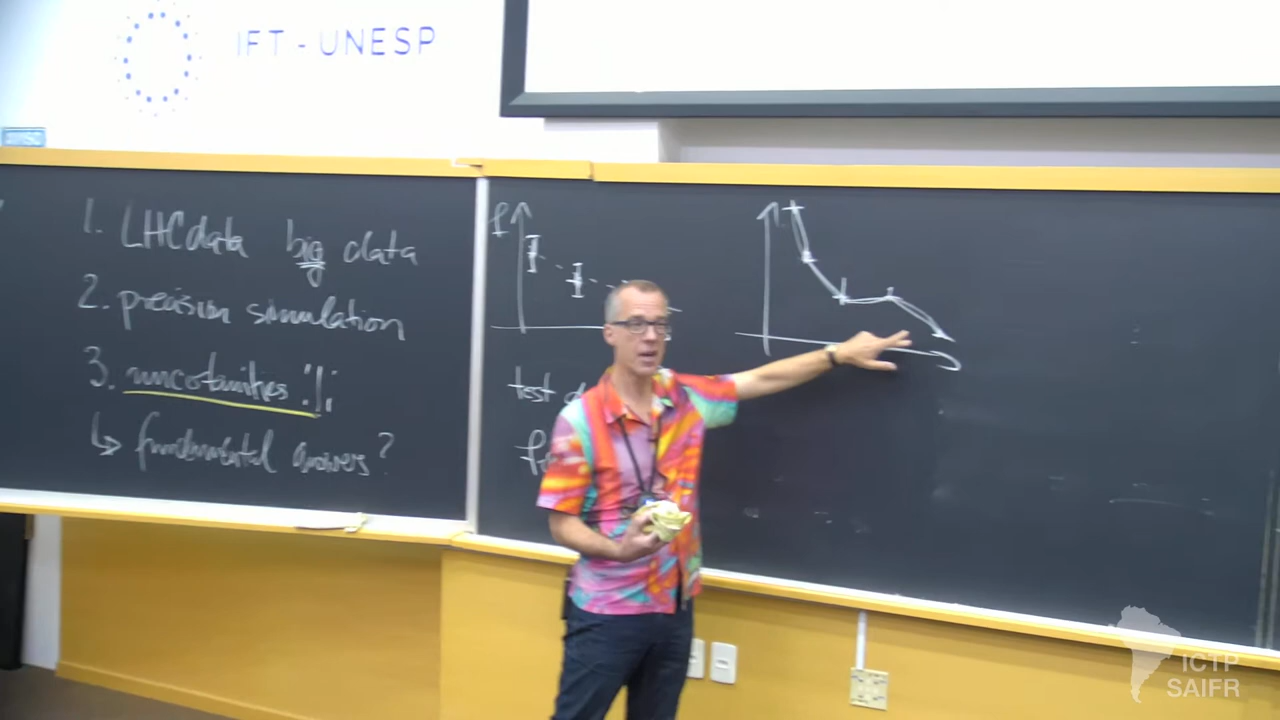 IFT - UNESP
1. LHC data big data
2. precision simulation
3. uncertainties !!;
↳ fundamental answers?
f
test
f
ICTP
SAIFR